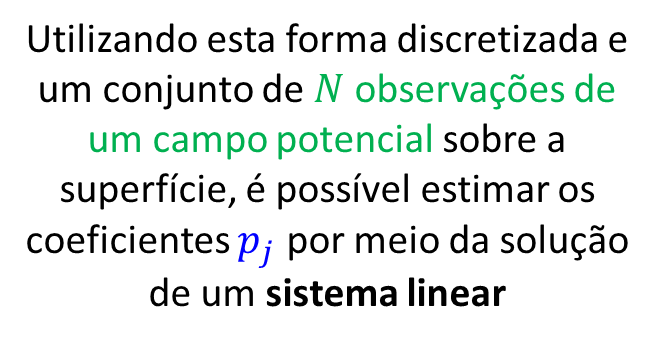 Utilizando esta forma discretizada e
um conjunto de N observações de
um campo potencial sobre a
superfície, é possível estimar os
coeficientes p_j por meio da solução
de um sistema linear